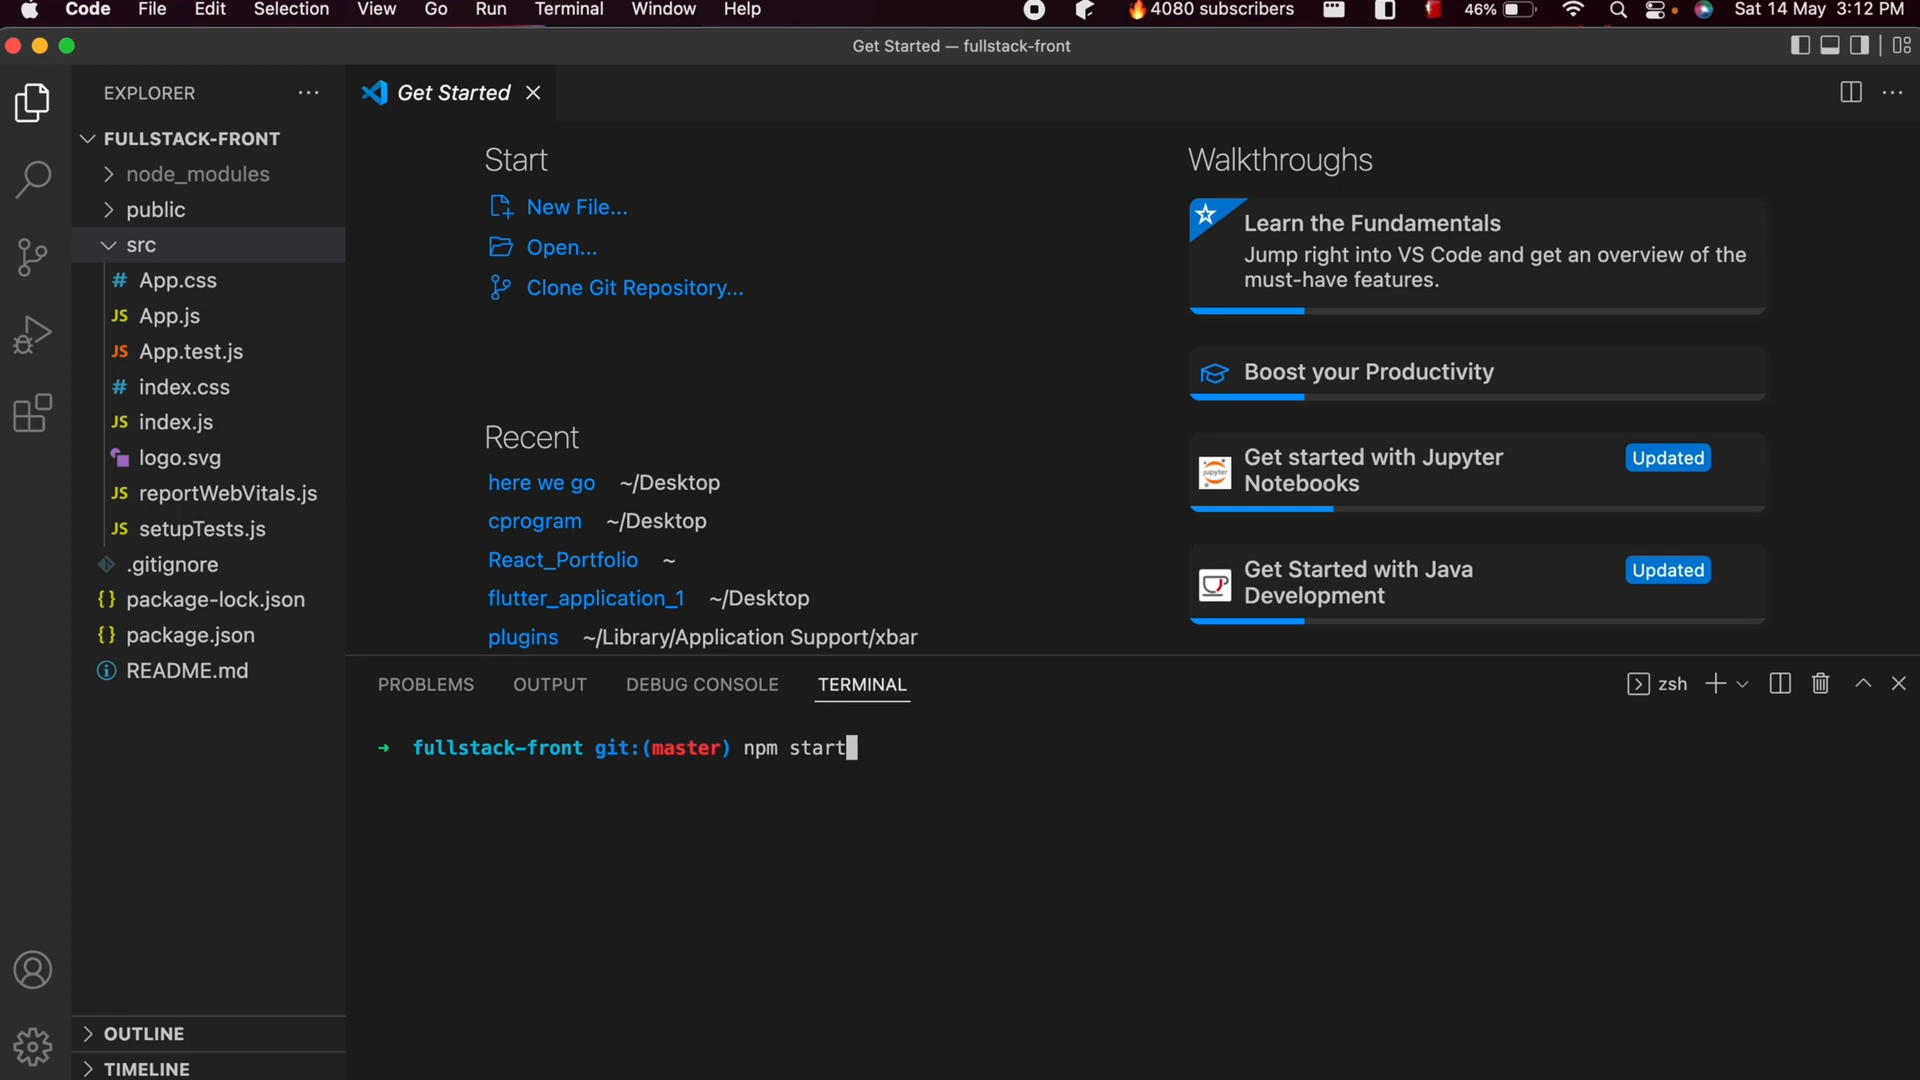 Code File Edit Selection View Go Run Terminal Window Help 4080 subscribers 46% Sat 14 May 3:12 PM
Get Started — fullstack-front
EXPLORER
FULLSTACK-FRONT
node_modules
public
src
# App.css
JS App.js
JS App.test.js
# index.css
JS index.js
logo.svg
JS reportWebVitals.js
JS setupTests.js
.gitignore
{} package-lock.json
{} package.json
README.md
OUTLINE
TIMELINE
Get Started
Start
New File...
Open...
Clone Git Repository...
Recent
here we go ~/Desktop
cprogram ~/Desktop
React_Portfolio ~
flutter_application_1 ~/Desktop
plugins ~/Library/Application Support/xbar
Walkthroughs
Learn the Fundamentals
Jump right into VS Code and get an overview of the
must-have features.
Boost your Productivity
jupyter
Get started with Jupyter
Notebooks
Updated
Get Started with Java
Development
Updated
PROBLEMS OUTPUT DEBUG CONSOLE TERMINAL zsh
➜ fullstack-front git:(master) npm start